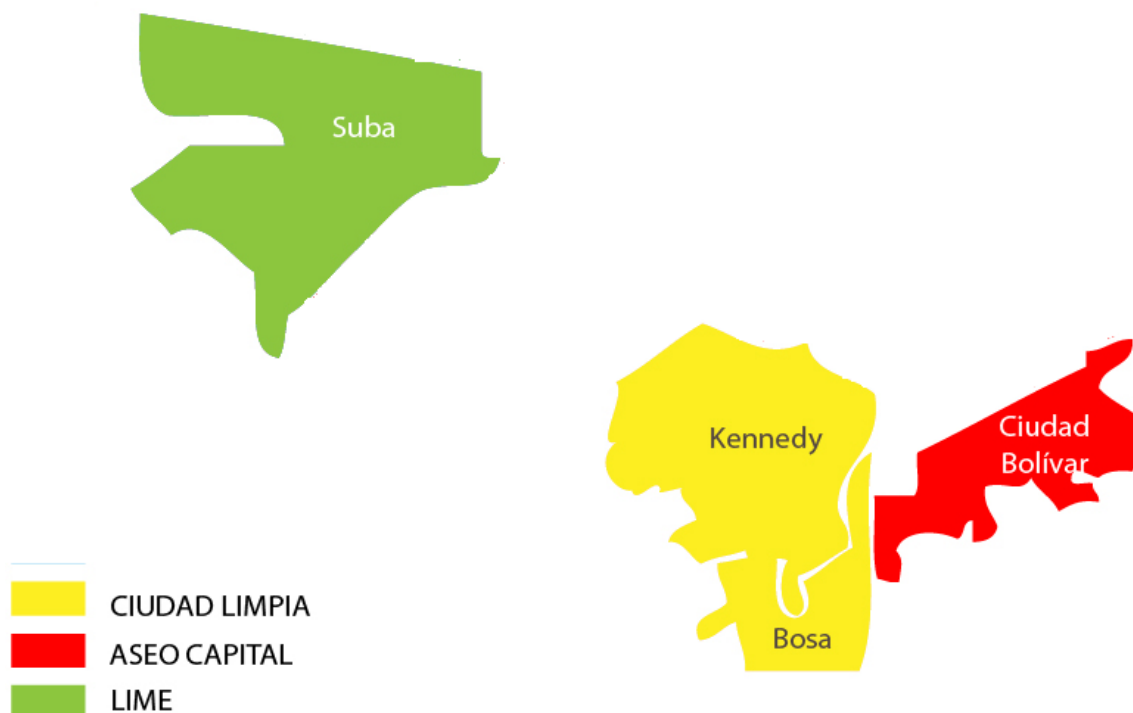 Suba
Kennedy
Ciudad
Bolívar
Bosa
CIUDAD LIMPIA
ASEO CAPITAL
LIME